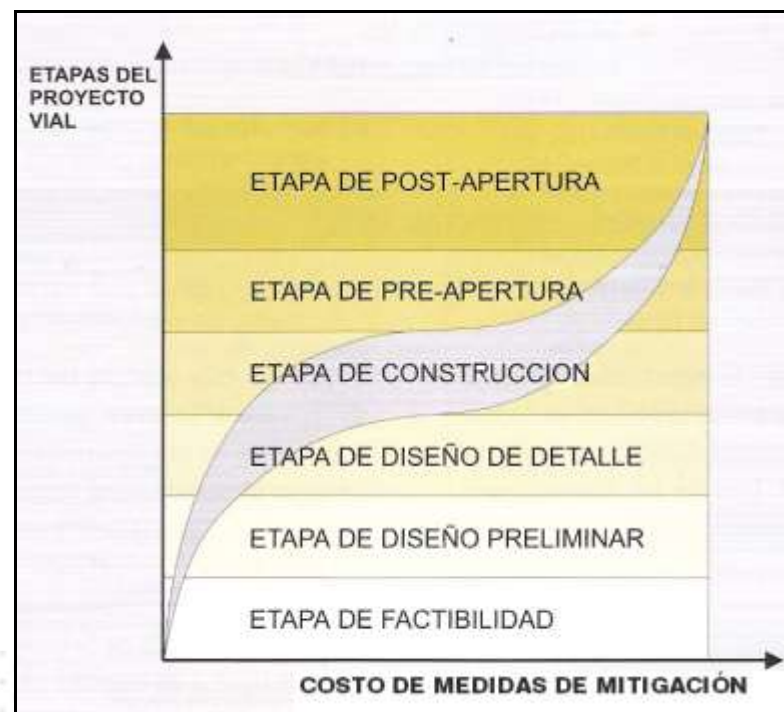 ETAPAS DEL
PROYECTO
VIAL
ETAPA DE POST-APERTURA
ETAPA DE PRE-APERTURA
ETAPA DE CONSTRUCCION
ETAPA DE DISEÑO DE DETALLE
ETAPA DE DISEÑO PRELIMINAR
ETAPA DE FACTIBILIDAD
COSTO DE MEDIDAS DE MITIGACIÓN